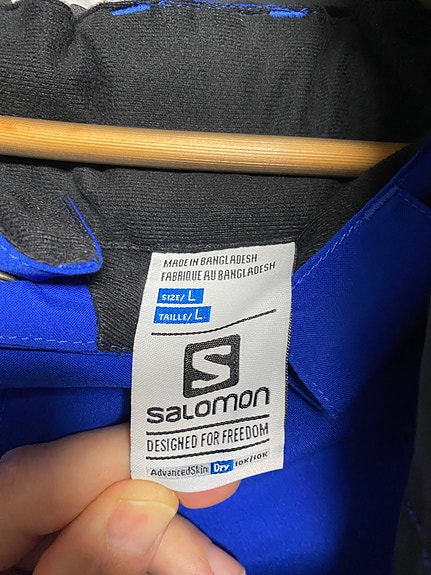 MADE IN BANGLADESH
FABRIQUE AU BANGLADESH
SIZE/ L
TAILLE/ L
S
SALOMON
DESIGNED FOR FREEDOM
AdvancedSkin Dry 10K/10K